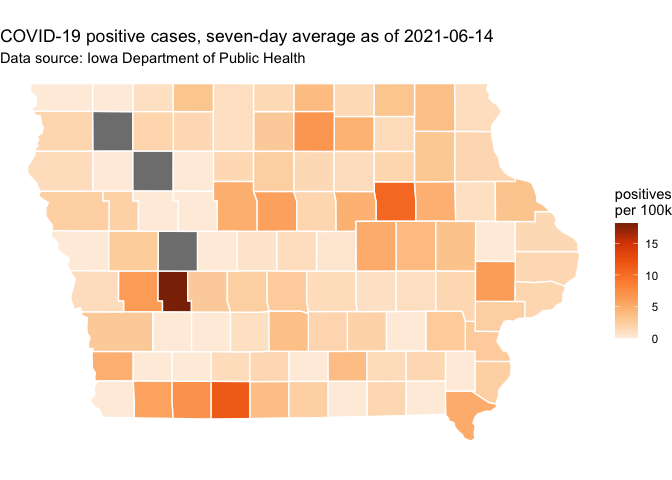 COVID-19 positive cases, seven-day average as of 2021-06-14
Data source: Iowa Department of Public Health
positives
per 100k
15
10
5
0